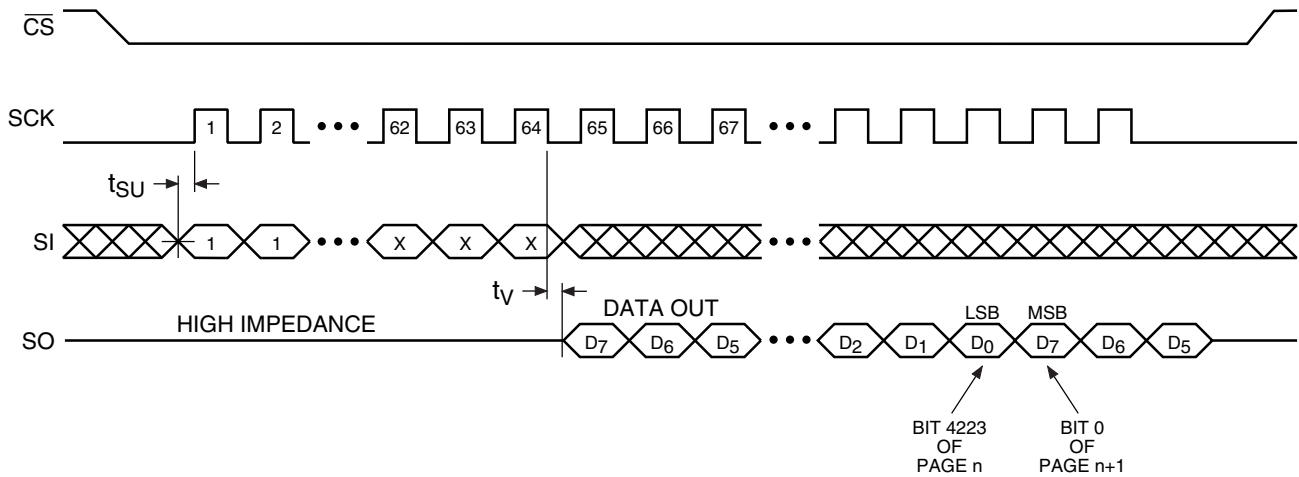 CS
SCK
1 2 ••• 62 63 64 65 66 67 •••
tSU
SI
1 1 ••• X X X ••• •••
tV
HIGH IMPEDANCE
DATA OUT
LSB MSB
SO
D7 D6 D5 ••• D2 D1 D0 D7 D6 D5
BIT 4223
OF
PAGE n
BIT 0
OF
PAGE n+1